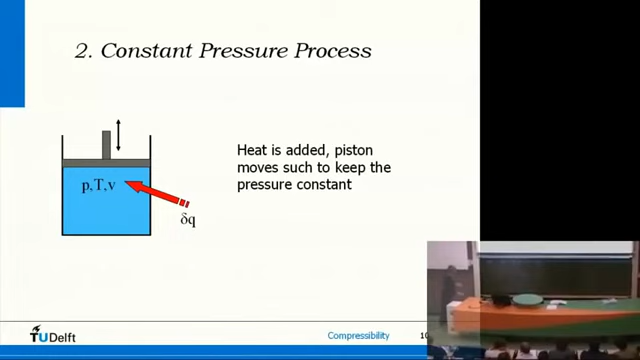 2. Constant Pressure Process
Heat is added, piston
moves such to keep the
pressure constant
p,T,v
δq
TUDelft
Compressibility
10